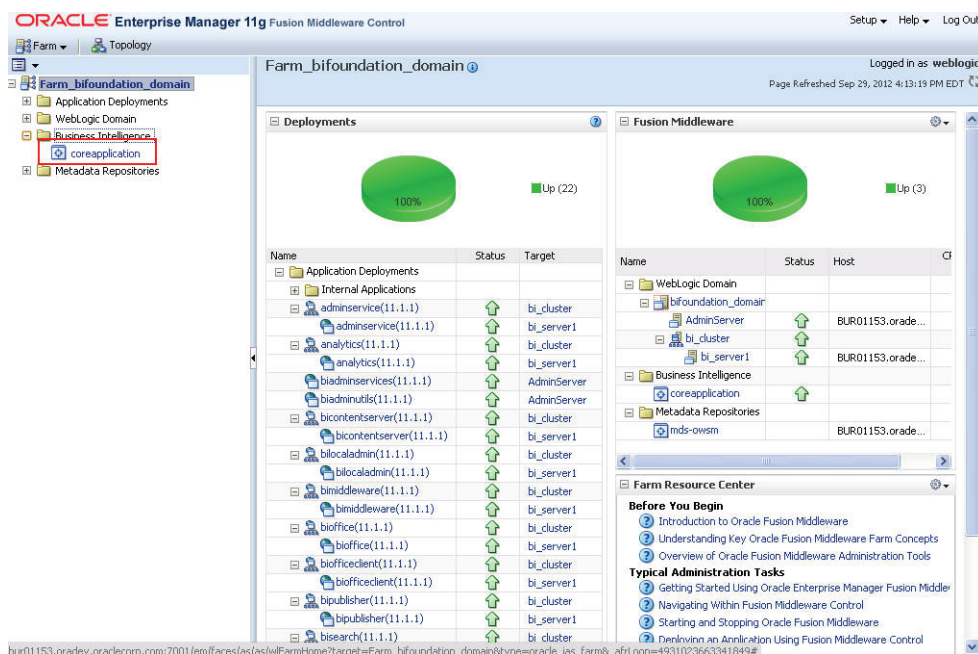 ORACLE Enterprise Manager 11g Fusion Middleware Control
Setup Help Log Out
Farm Topology
Farm_bifoundation_domain
Application Deployments
WebLogic Domain
Business Intelligence
coreapplication
Metadata Repositories
Farm_bifoundation_domain
Logged in as weblogic
Page Refreshed Sep 29, 2012 4:13:19 PM EDT
Deployments
100%
Up (22)
Name Status Target
Application Deployments
Internal Applications
adminservice(11.1.1) bi_cluster
adminservice(11.1.1) bi_server1
analytics(11.1.1) bi_cluster
analytics(11.1.1) bi_server1
biadminservices(11.1.1) AdminServer
biadminutils(11.1.1) AdminServer
bicontentserver(11.1.1) bi_cluster
bicontentserver(11.1.1) bi_server1
bilocaladmin(11.1.1) bi_cluster
bilocaladmin(11.1.1) bi_server1
bimiddleware(11.1.1) bi_cluster
bimiddleware(11.1.1) bi_server1
bioffice(11.1.1) bi_cluster
bioffice(11.1.1) bi_server1
biofficeclient(11.1.1) bi_cluster
biofficeclient(11.1.1) bi_server1
bipublisher(11.1.1) bi_cluster
bipublisher(11.1.1) bi_server1
bisearch(11.1.1) bi_cluster
Fusion Middleware
100%
Up (3)
Name Status Host
WebLogic Domain
bifoundation_domain
AdminServer BUR01153.orade...
bi_cluster
bi_server1 BUR01153.orade...
Business Intelligence
coreapplication
Metadata Repositories
mds-owsm BUR01153.orade...
Farm Resource Center
Before You Begin
Introduction to Oracle Fusion Middleware
Understanding Key Oracle Fusion Middleware Farm Concepts
Overview of Oracle Fusion Middleware Administration Tools
Typical Administration Tasks
Getting Started Using Oracle Enterprise Manager Fusion Middle
Navigating Within Fusion Middleware Control
Starting and Stopping Oracle Fusion Middleware
Deploying an Application Using Fusion Middleware Control